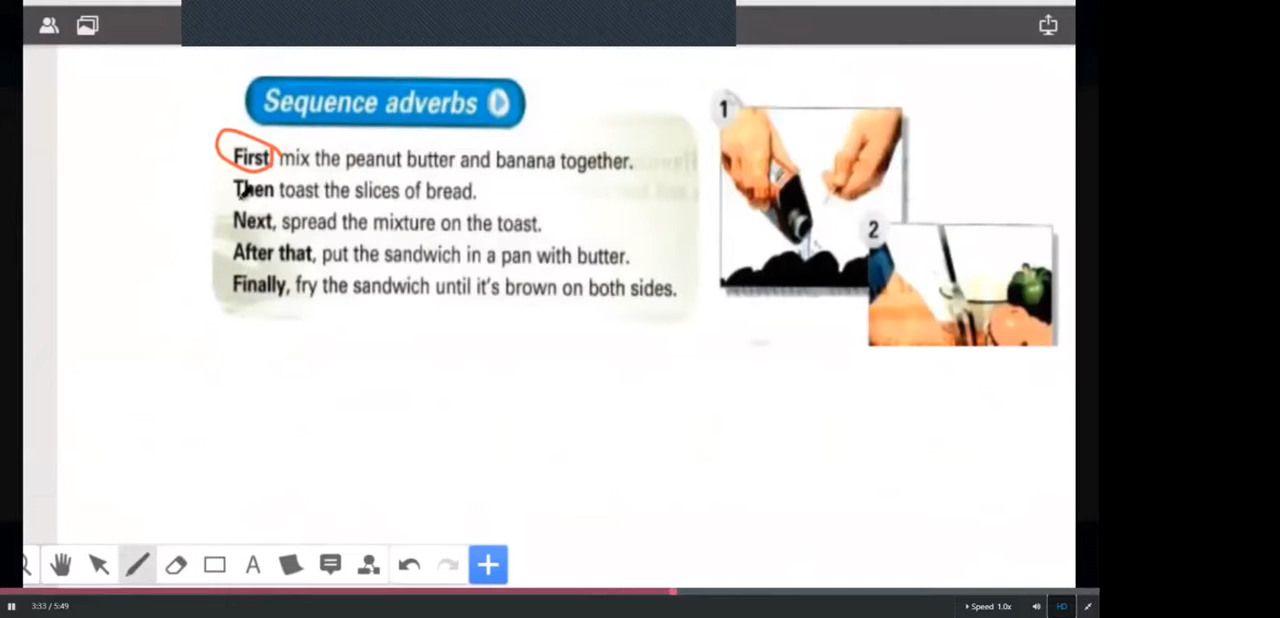 Sequence adverbs
1
First mix the peanut butter and banana together.
Then toast the slices of bread.
2
Next, spread the mixture on the toast.
After that, put the sandwich in a pan with butter.
Finally, fry the sandwich until it's brown on both sides.
A
3:33 / 5:49
Speed 1.0x
HD